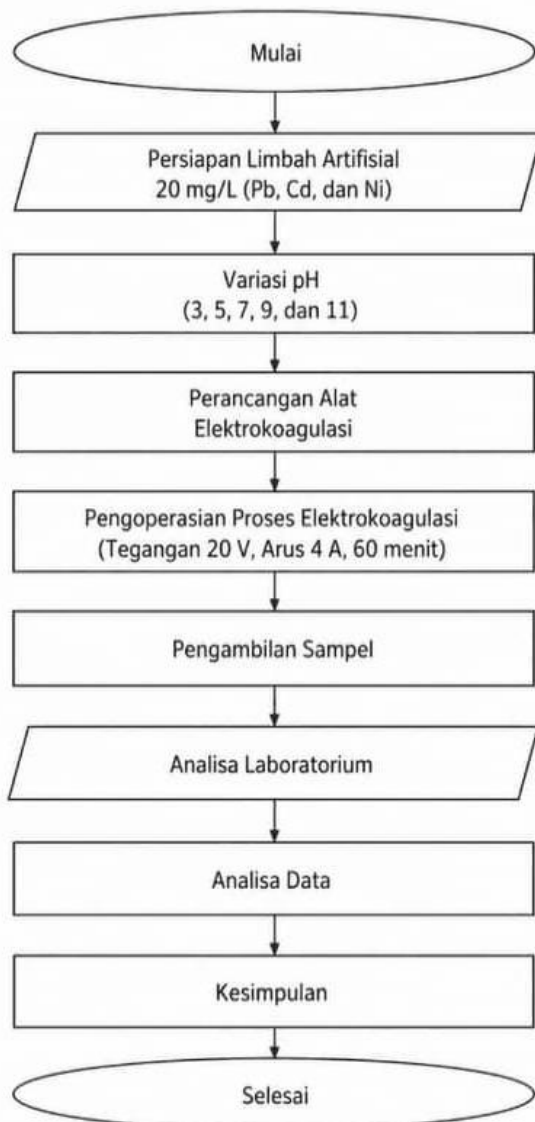 Mulai
Persiapan Limbah Artifisial
20 mg/L (Pb, Cd, dan Ni)
Variasi pH
(3, 5, 7, 9, dan 11)
Perancangan Alat
Elektrokoagulasi
Pengoperasian Proses Elektrokoagulasi
(Tegangan 20 V, Arus 4 A, 60 menit)
Pengambilan Sampel
Analisa Laboratorium
Analisa Data
Kesimpulan
Selesai